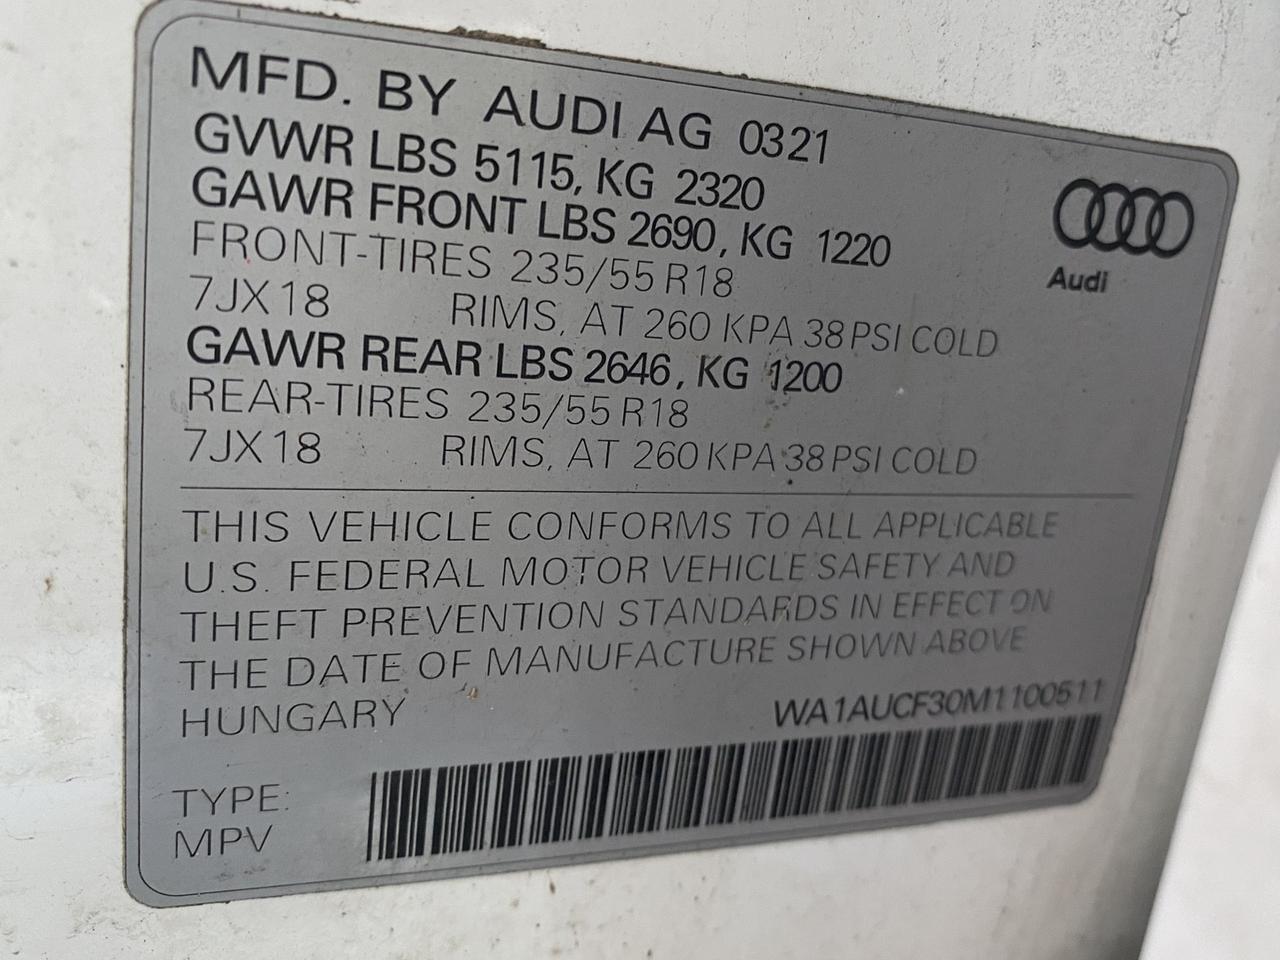 MFD. BY AUDI AG 0321
GVWR LBS 5115, KG 2320
GAWR FRONT LBS 2690, KG 1220
FRONT-TIRES 235/55 R18
7JX18 RIMS, AT 260 KPA 38 PSI COLD
GAWR REAR LBS 2646, KG 1200
REAR-TIRES 235/55 R18
7JX18 RIMS, AT 260 KPA 38 PSI COLD
Audi
THIS VEHICLE CONFORMS TO ALL APPLICABLE
U.S. FEDERAL MOTOR VEHICLE SAFETY AND
THEFT PREVENTION STANDARDS IN EFFECT ON
THE DATE OF MANUFACTURE SHOWN ABOVE
HUNGARY WA1AUCF30M1100511
TYPE:
MPV